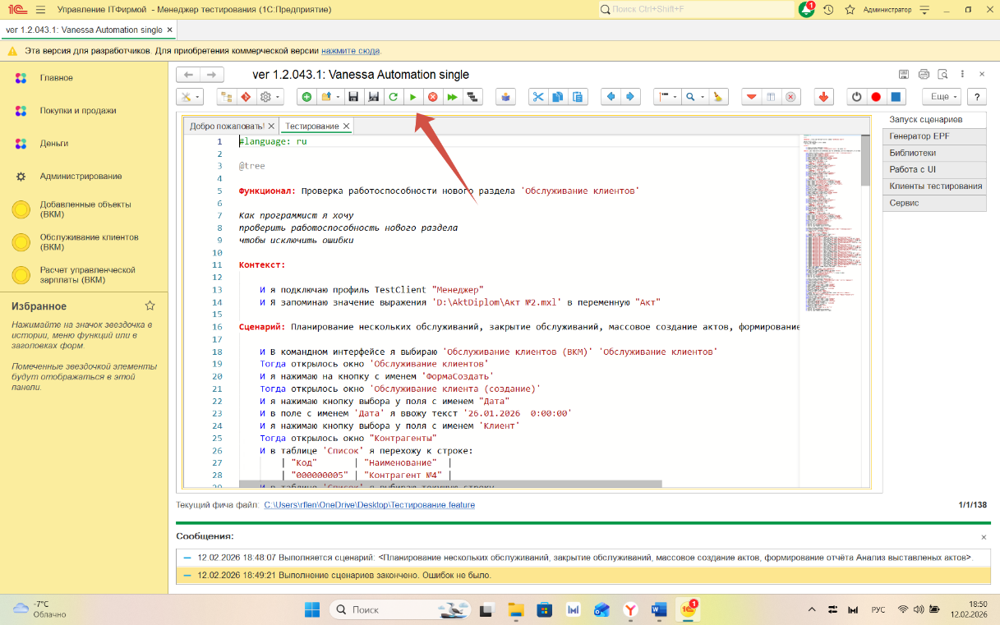 Управление ITФирмой - Менеджер тестирования (1С:Предприятие)
Поиск Ctrl+Shift+F
1
Администратор
ver 1.2.043.1: Vanessa Automation single
Эта версия для разработчиков. Для приобретения коммерческой версии нажмите сюда.
Главное
Покупки и продажи
Деньги
Администрирование
Добавленные объекты
(ВКМ)
Обслуживание клиентов
(ВКМ)
Расчет управленческой
зарплаты (ВКМ)
Избранное
Нажимайте на значок звездочка в
истории, меню функций или в
заголовках форм.
Помеченные звездочкой элементы
будут отображаться в этой
панели.
ver 1.2.043.1: Vanessa Automation single
Еще
?
Добро пожаловать!
Тестирование
1 #language: ru
2
3 @tree
4
5 Функционал: Проверка работоспособности нового раздела 'Обслуживание клиентов'
6
7 Как программист я хочу
8 проверить работоспособность нового раздела
9 чтобы исключить ошибки
10
11 Контекст:
12
13 И я подключаю профиль TestClient "Менеджер"
14 И Я запоминаю значение выражения 'D:\AktDiplom\Акт №2.mxl' в переменную "Акт"
15
16 Сценарий: Планирование нескольких обслуживаний, закрытие обслуживаний, массовое создание актов, формирование
17
18 И В командном интерфейсе я выбираю 'Обслуживание клиентов (ВКМ)' 'Обслуживание клиентов'
19 Тогда открылось окно 'Обслуживание клиентов'
20 И я нажимаю на кнопку с именем 'ФормаСоздать'
21 Тогда открылось окно 'Обслуживание клиента (создание)'
22 И я нажимаю кнопку выбора у поля с именем "Дата"
23 И в поле с именем 'Дата' я ввожу текст '26.01.2026  0:00:00'
24 И я нажимаю кнопку выбора у поля с именем 'Клиент'
25 Тогда открылось окно "Контрагенты"
26 И в таблице 'Список' я перехожу к строке:
27 | "Код" | "Наименование" |
28 | "000000005" | "Контрагент №4" |
29 И в таблице 'Список' я выбираю текущую строку
Запуск сценариев
Генератор EPF
Библиотеки
Работа с UI
Клиенты тестирования
Сервис
Текущий фича файл: C:\Users\rflen\OneDrive\Desktop\Тестирование.feature
1/1/138
Сообщения:
12.02.2026 18:48:07 Выполняется сценарий: <Планирование нескольких обслуживаний, закрытие обслуживаний, массовое создание актов, формирование отчёта Анализ выставленых актов>.
12.02.2026 18:49:21 Выполнение сценариев закончено. Ошибок не было.
-7°C
Облачно
Поиск
1
РУС
18:50
12.02.2026